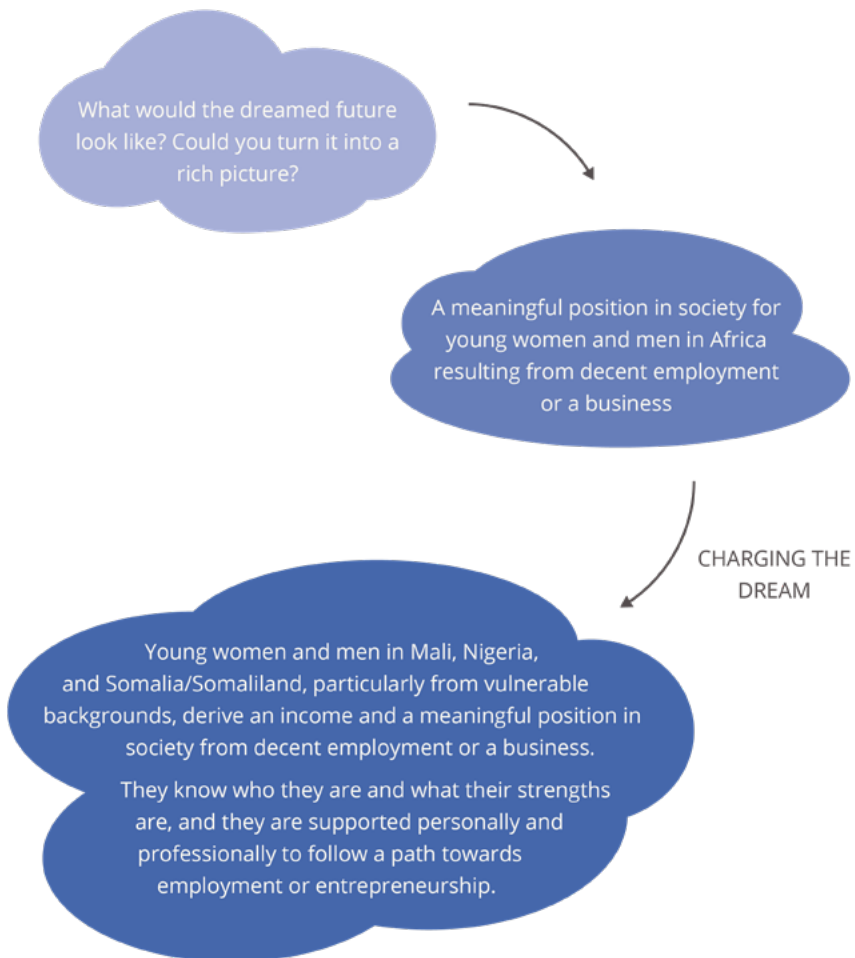 What would the dreamed future
look like? Could you turn it into a
rich picture?
A meaningful position in society for
young women and men in Africa
resulting from decent employment
or a business
CHARGING THE
DREAM
Young women and men in Mali, Nigeria,
and Somalia/Somaliland, particularly from vulnerable
backgrounds, derive an income and a meaningful position in
society from decent employment or a business.
They know who they are and what their strengths
are, and they are supported personally and
professionally to follow a path towards
employment or entrepreneurship.